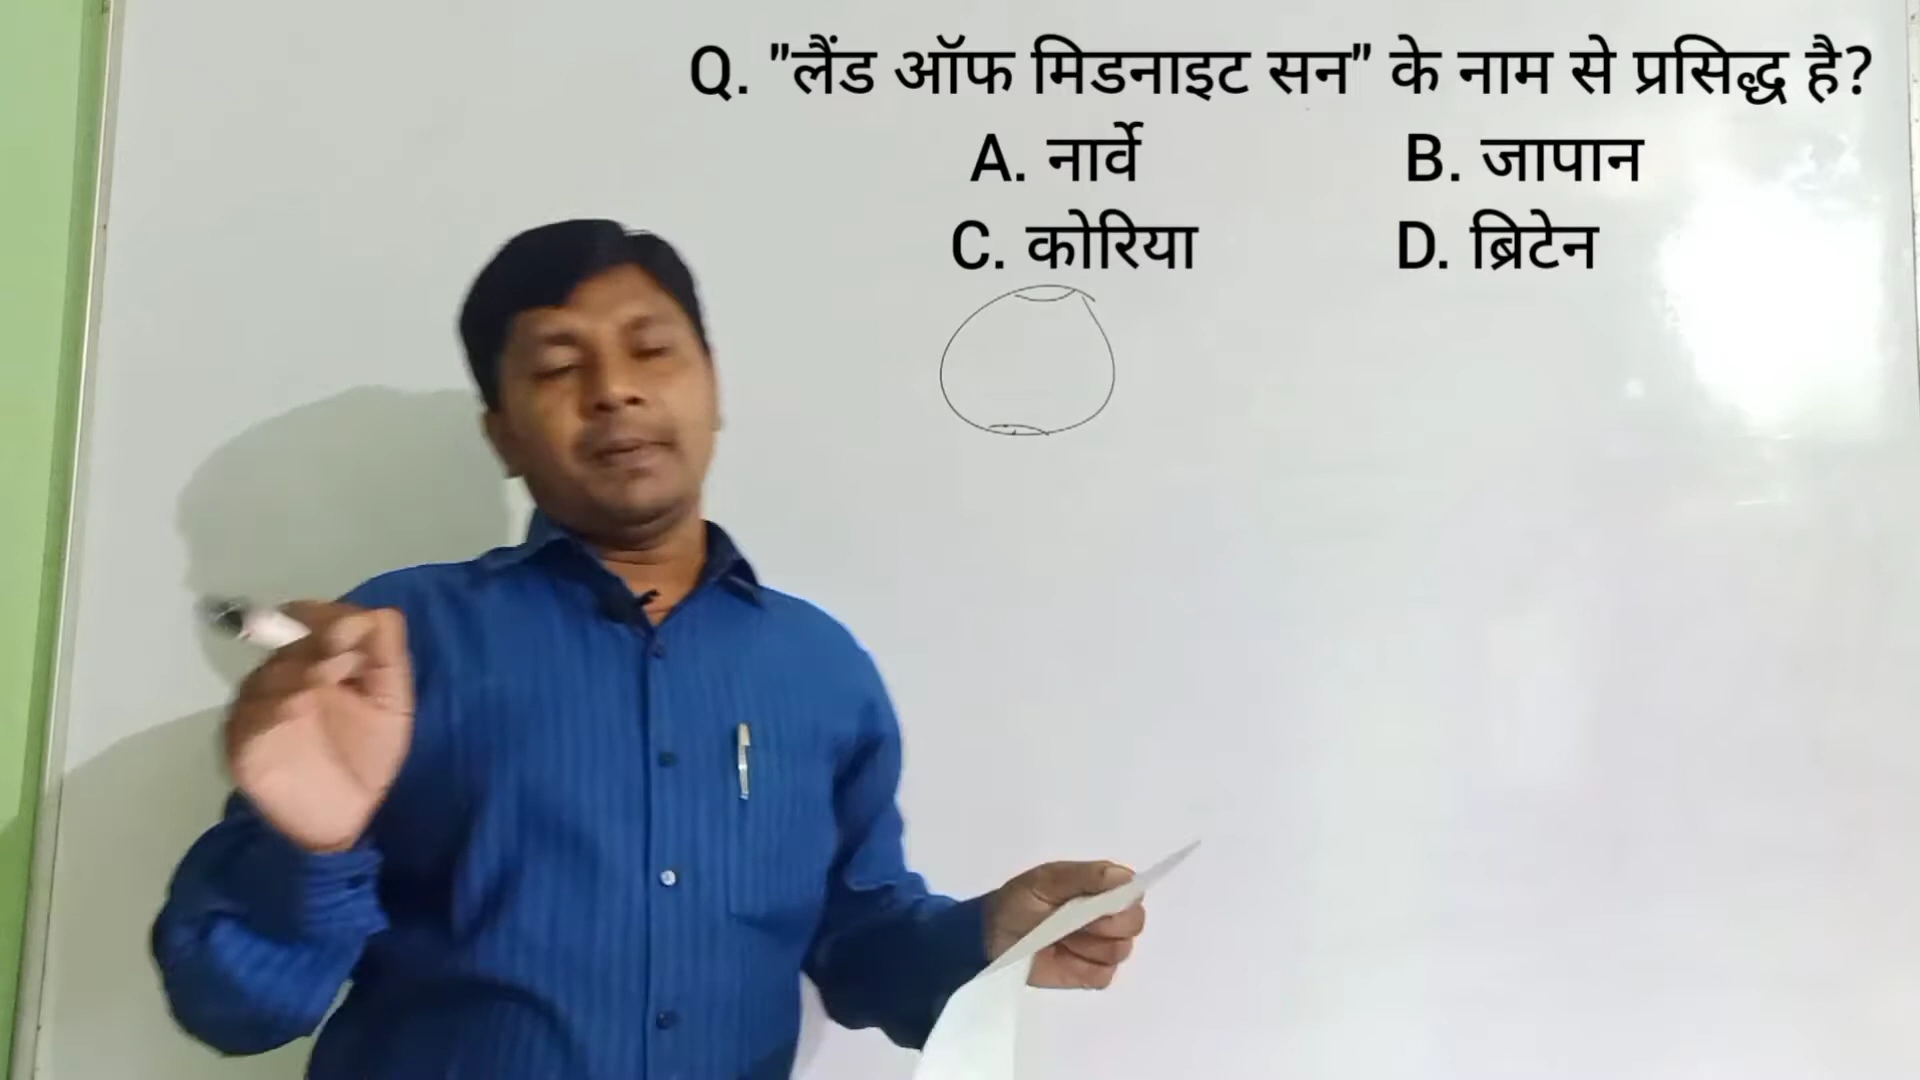 Q. "लैंड ऑफ मिडनाइट सन" के नाम से प्रसिद्ध है?
A. नार्वे B. जापान
C. कोरिया D. ब्रिटेन